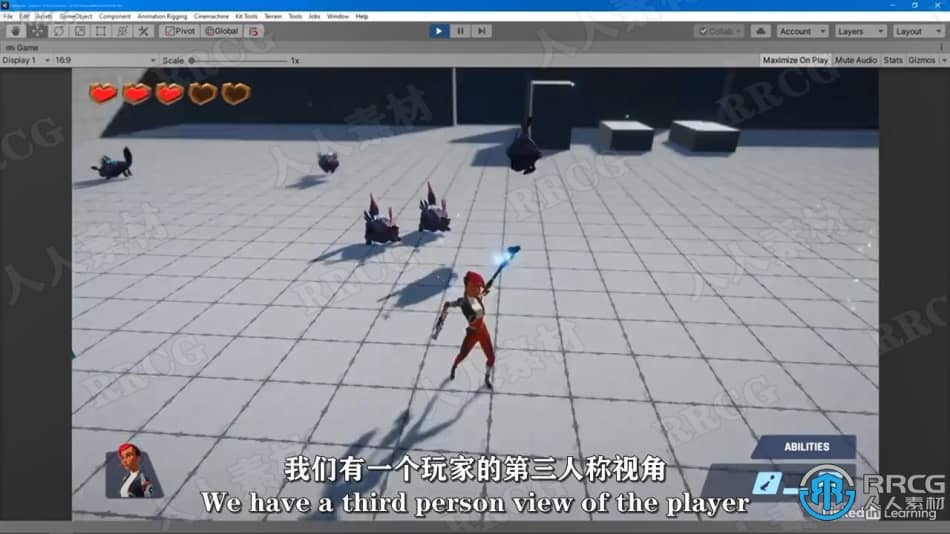 File Edit Assets GameObject Component Animation Rigging Cinemachine Kit Tools Terrain Tools Jobs Window Help
Pivot Global Collab Account Layers Layout
Game
Display 1 16:9 Scale 1x Maximize On Play Mute Audio Stats Gizmos
ABILITIES
我们有一个玩家的第三人称视角
We have a third person view of the player
RRCG
人人素材
LinkedIn Learning